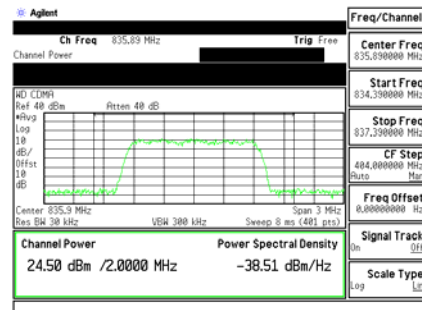 Agilent
Freq/Channel
Ch Freq 835.89 MHz Trig Free
Channel Power
Center Freq
835.890000 MHz
Start Freq
834.390000 MHz
Stop Freq
837.390000 MHz
CF Step
404.000000 MHz
Auto Man
Freq Offset
0.00000000 Hz
Signal Track
On Off
Scale Type
Log Lin
WD CDMA
Ref 40 dBm Atten 40 dB
#Avg
Log
10
dB/
Offst
10
dB
Center 835.9 MHz Span 3 MHz
Res BW 30 kHz VBW 300 kHz Sweep 8 ms (401 pts)
Channel Power Power Spectral Density
24.50 dBm /2.0000 MHz -38.51 dBm/Hz